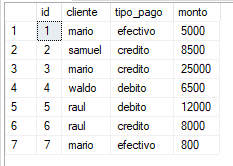 id cliente tipo_pago monto
1 1 mario efectivo 5000
2 2 samuel credito 8500
3 3 mario credito 25000
4 4 waldo debito 6500
5 5 raul debito 12000
6 6 raul credito 8000
7 7 mario efectivo 800